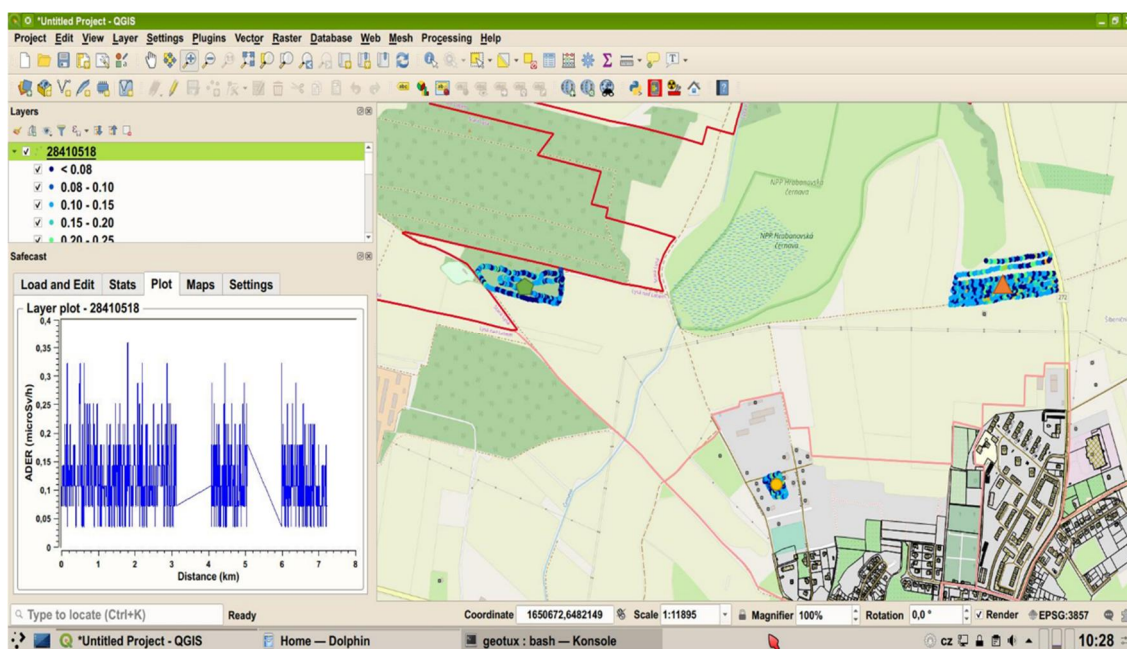 *Untitled Project - QGIS
Project Edit View Layer Settings Plugins Vector Raster Database Web Mesh Processing Help
Layers
28410518
< 0.08
0.08 - 0.10
0.10 - 0.15
0.15 - 0.20
0.20 - 0.25
Safecast
Load and Edit Stats Plot Maps Settings
Layer plot - 28410518
ADER (microSv/h)
0,4
0,35
0,3
0,25
0,2
0,15
0,1
0,05
0
0 1 2 3 4 5 6 7 8
Distance (km)
NPP Hrabanovská
černava
NPP Hrabanovská
černava
272
Type to locate (Ctrl+K)
Ready
Coordinate 1650672,6482149 Scale 1:11895 Magnifier 100% Rotation 0,0 ° Render EPSG:3857
*Untitled Project - QGIS
Home — Dolphin
geotux : bash — Konsole
cz
10:28